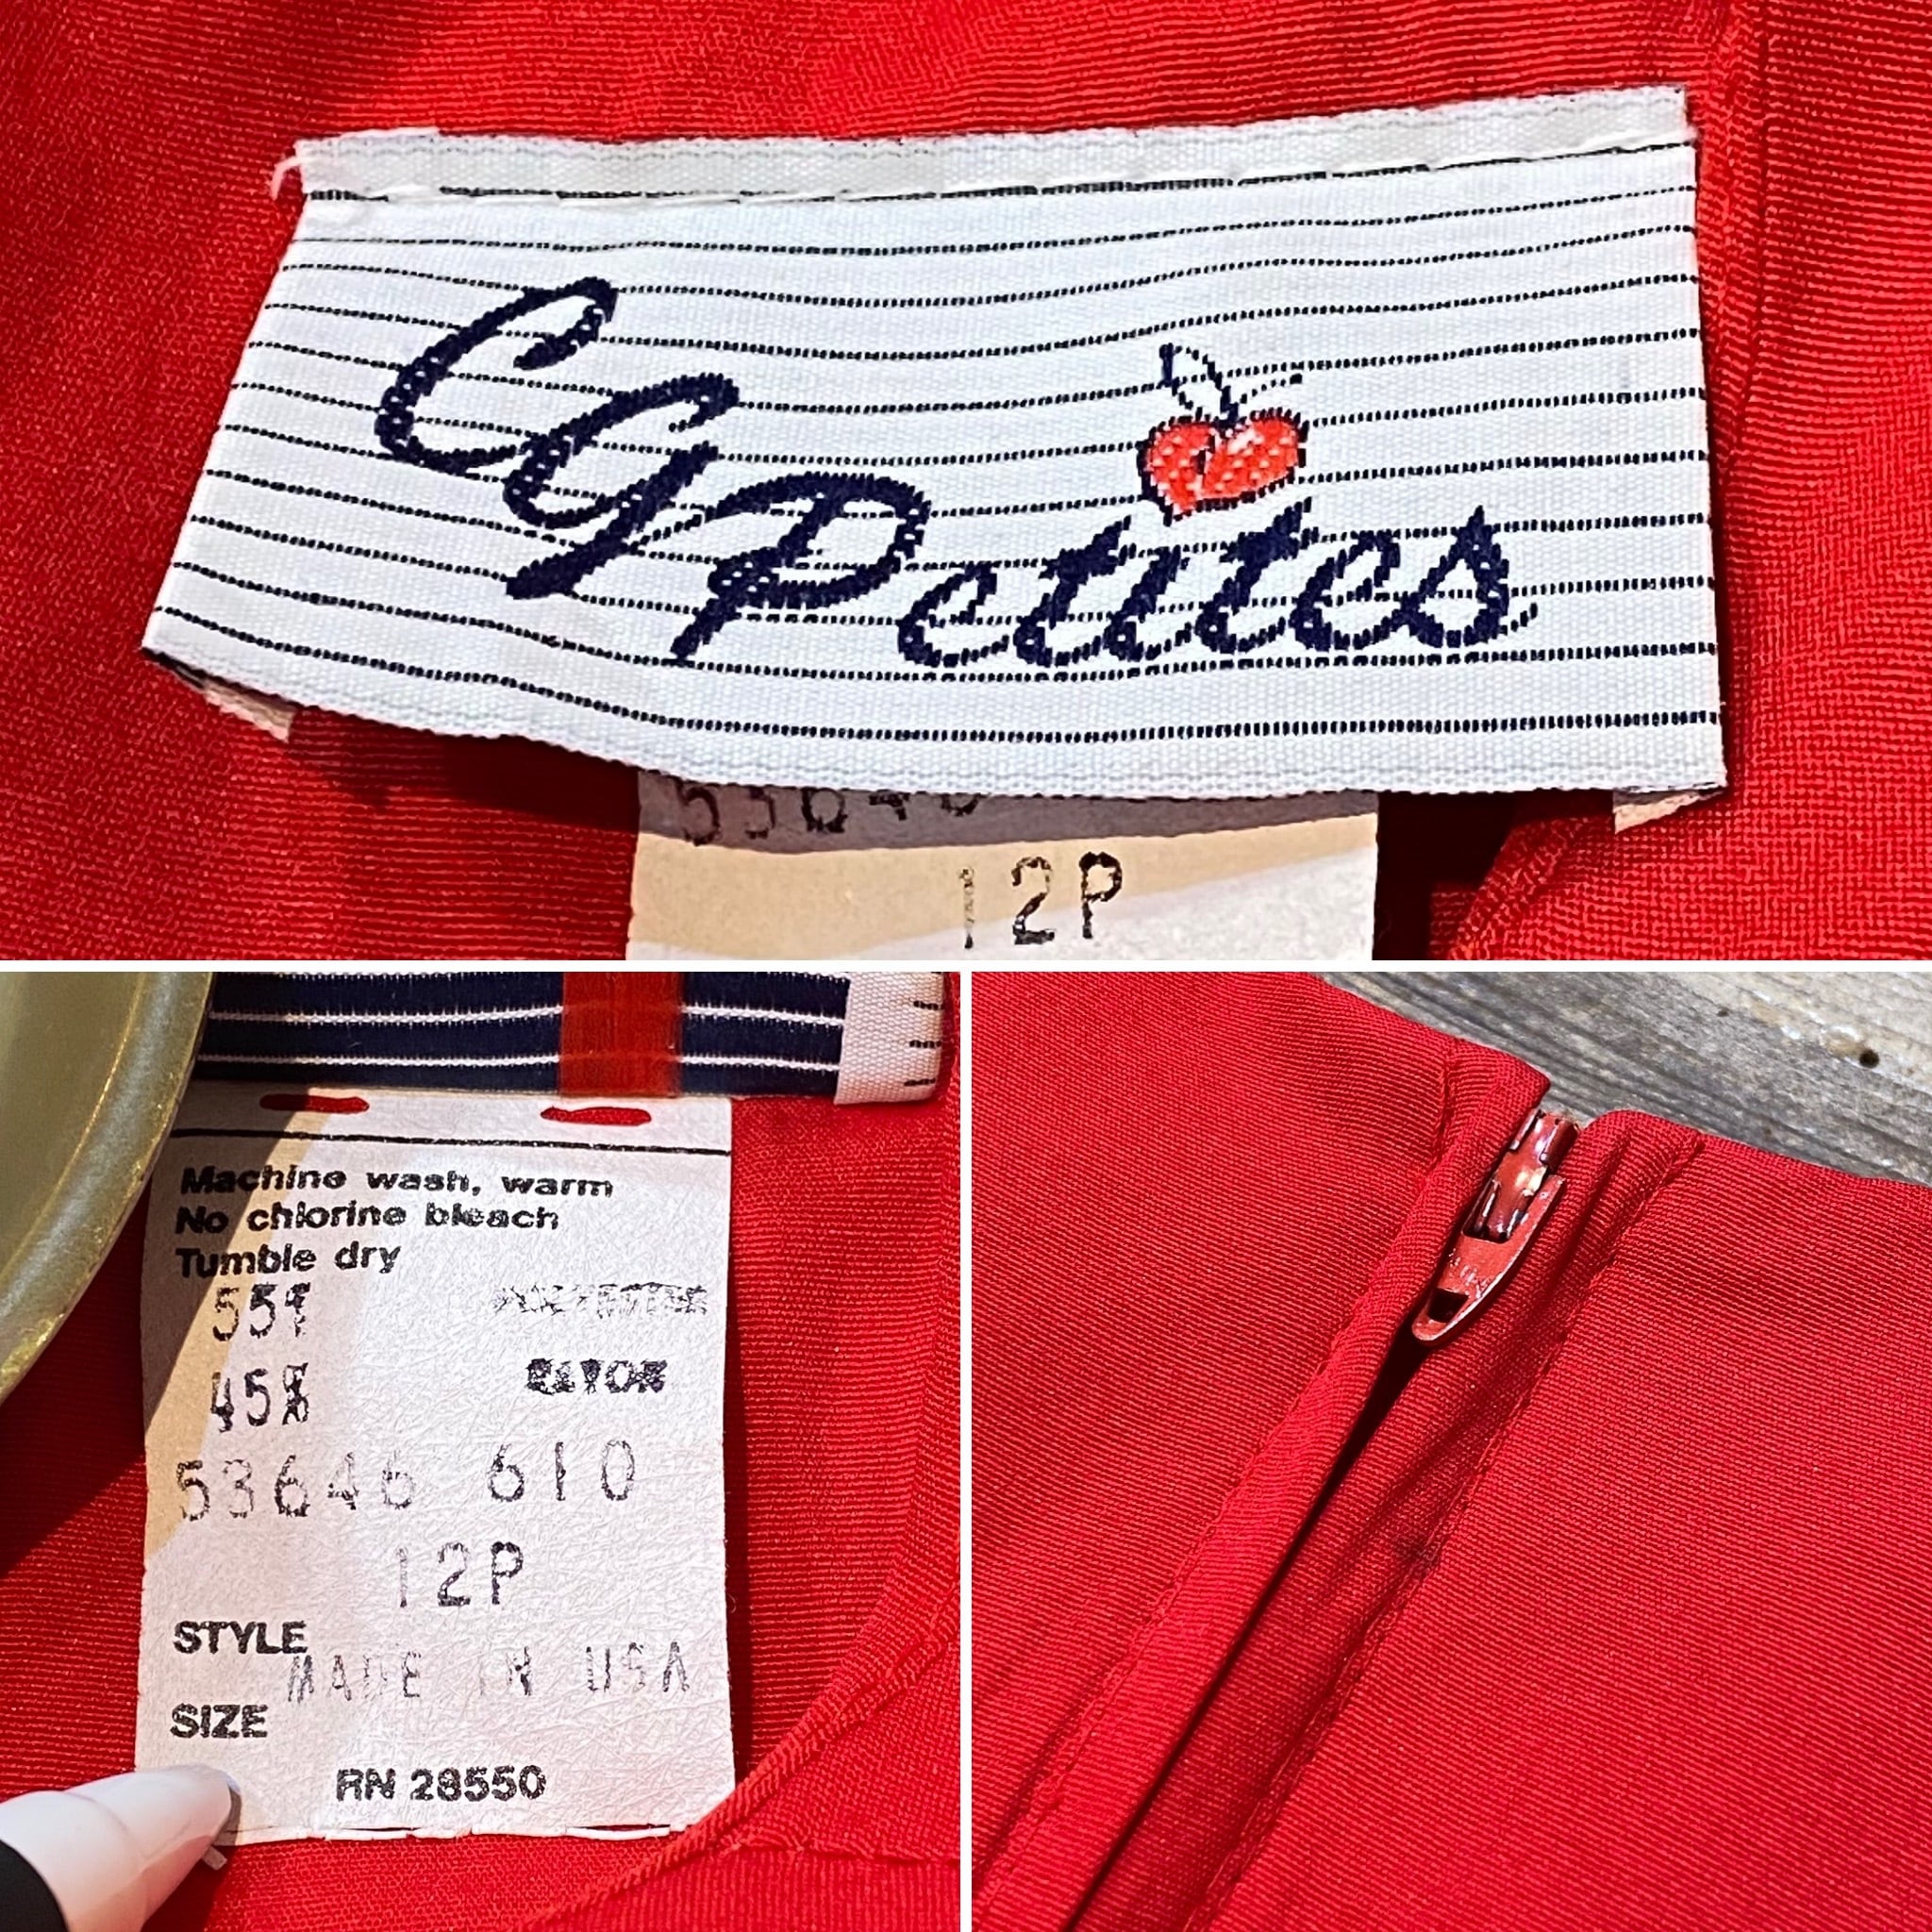 CG Petites
12P
Machine wash, warm
No chlorine bleach
Tumble dry
55%
45%
53646 610
12P
STYLE
MADE IN USA
SIZE
RN 28550